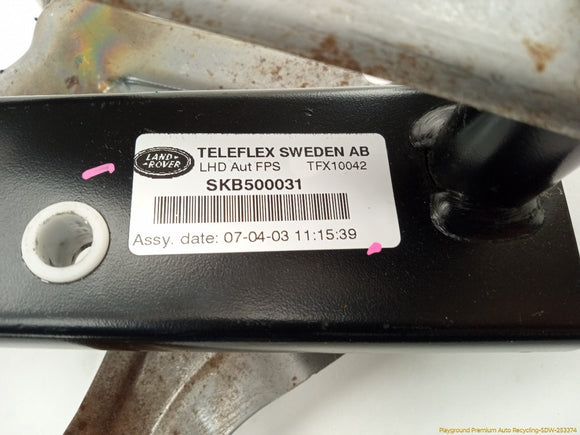 LAND
ROVER
TELEFLEX SWEDEN AB
LHD Aut FPS TFX10042
SKB500031
Assy. date: 07-04-03 11:15:39
Playground Premium Auto Recycling-SDW-253374